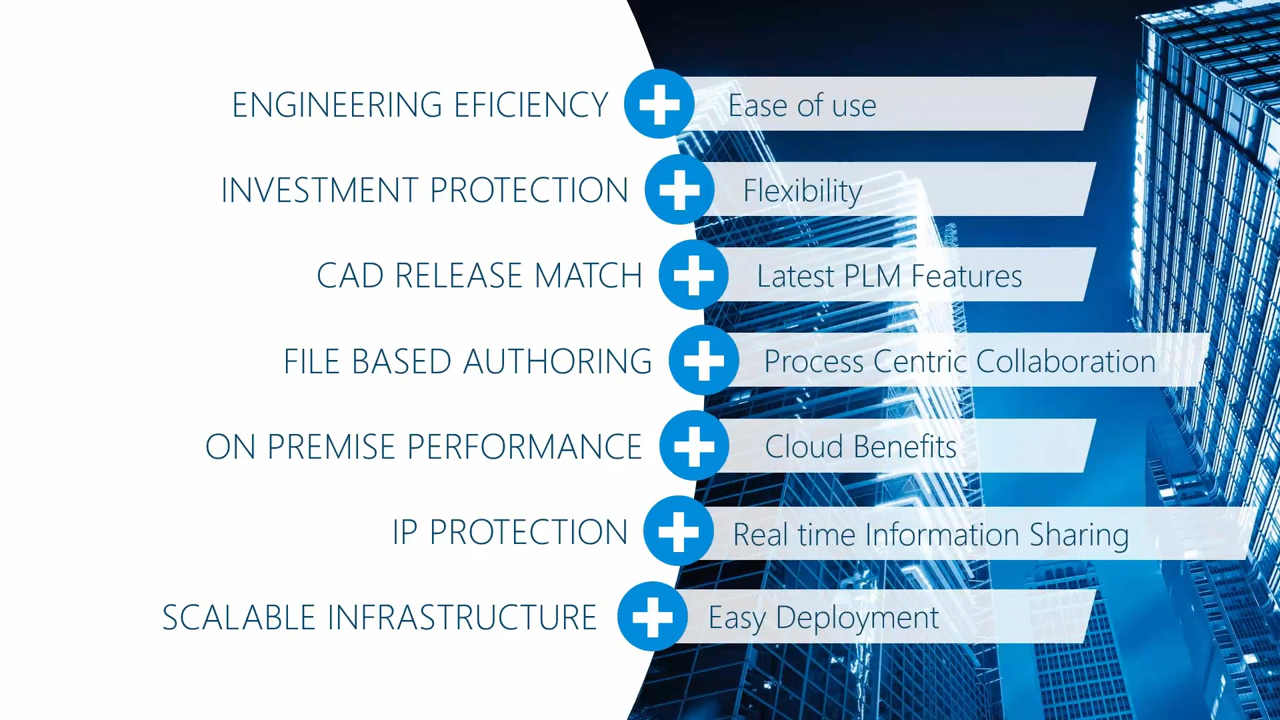 ENGINEERING EFICIENCY Ease of use
INVESTMENT PROTECTION Flexibility
CAD RELEASE MATCH Latest PLM Features
FILE BASED AUTHORING Process Centric Collaboration
ON PREMISE PERFORMANCE Cloud Benefits
IP PROTECTION Real time Information Sharing
SCALABLE INFRASTRUCTURE Easy Deployment